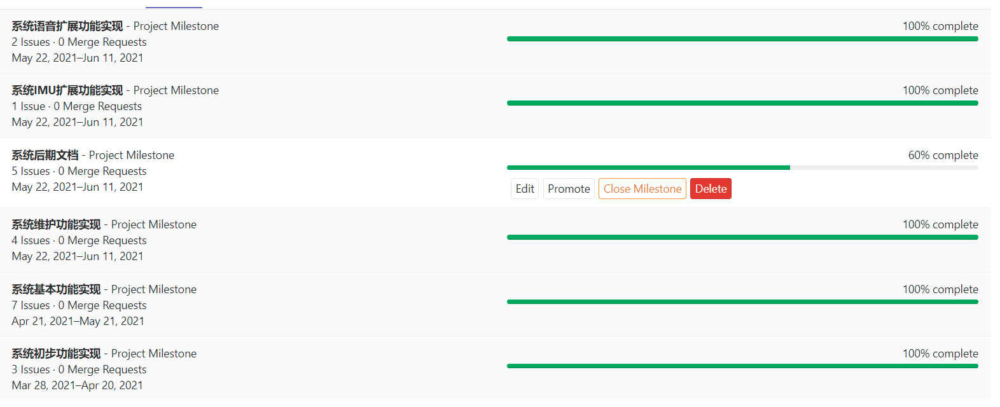 系统语音扩展功能实现 - Project Milestone
100% complete
2 Issues · 0 Merge Requests
May 22, 2021–Jun 11, 2021
系统IMU扩展功能实现 - Project Milestone
100% complete
1 Issue · 0 Merge Requests
May 22, 2021–Jun 11, 2021
系统后期文档 - Project Milestone
60% complete
5 Issues · 0 Merge Requests
May 22, 2021–Jun 11, 2021
Edit Promote Close Milestone Delete
系统维护功能实现 - Project Milestone
100% complete
4 Issues · 0 Merge Requests
May 22, 2021–Jun 11, 2021
系统基本功能实现 - Project Milestone
100% complete
7 Issues · 0 Merge Requests
Apr 21, 2021–May 21, 2021
系统初步功能实现 - Project Milestone
100% complete
3 Issues · 0 Merge Requests
Mar 28, 2021–Apr 20, 2021